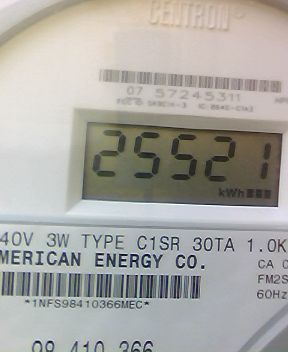 CENTRON
07 57245311
25521
kWh
40V 3W TYPE C1SR 30TA 1.0K
MERICAN ENERGY CO.
CA 0
FM2S
60Hz
*1NFS98410366MEC*
98 410 366